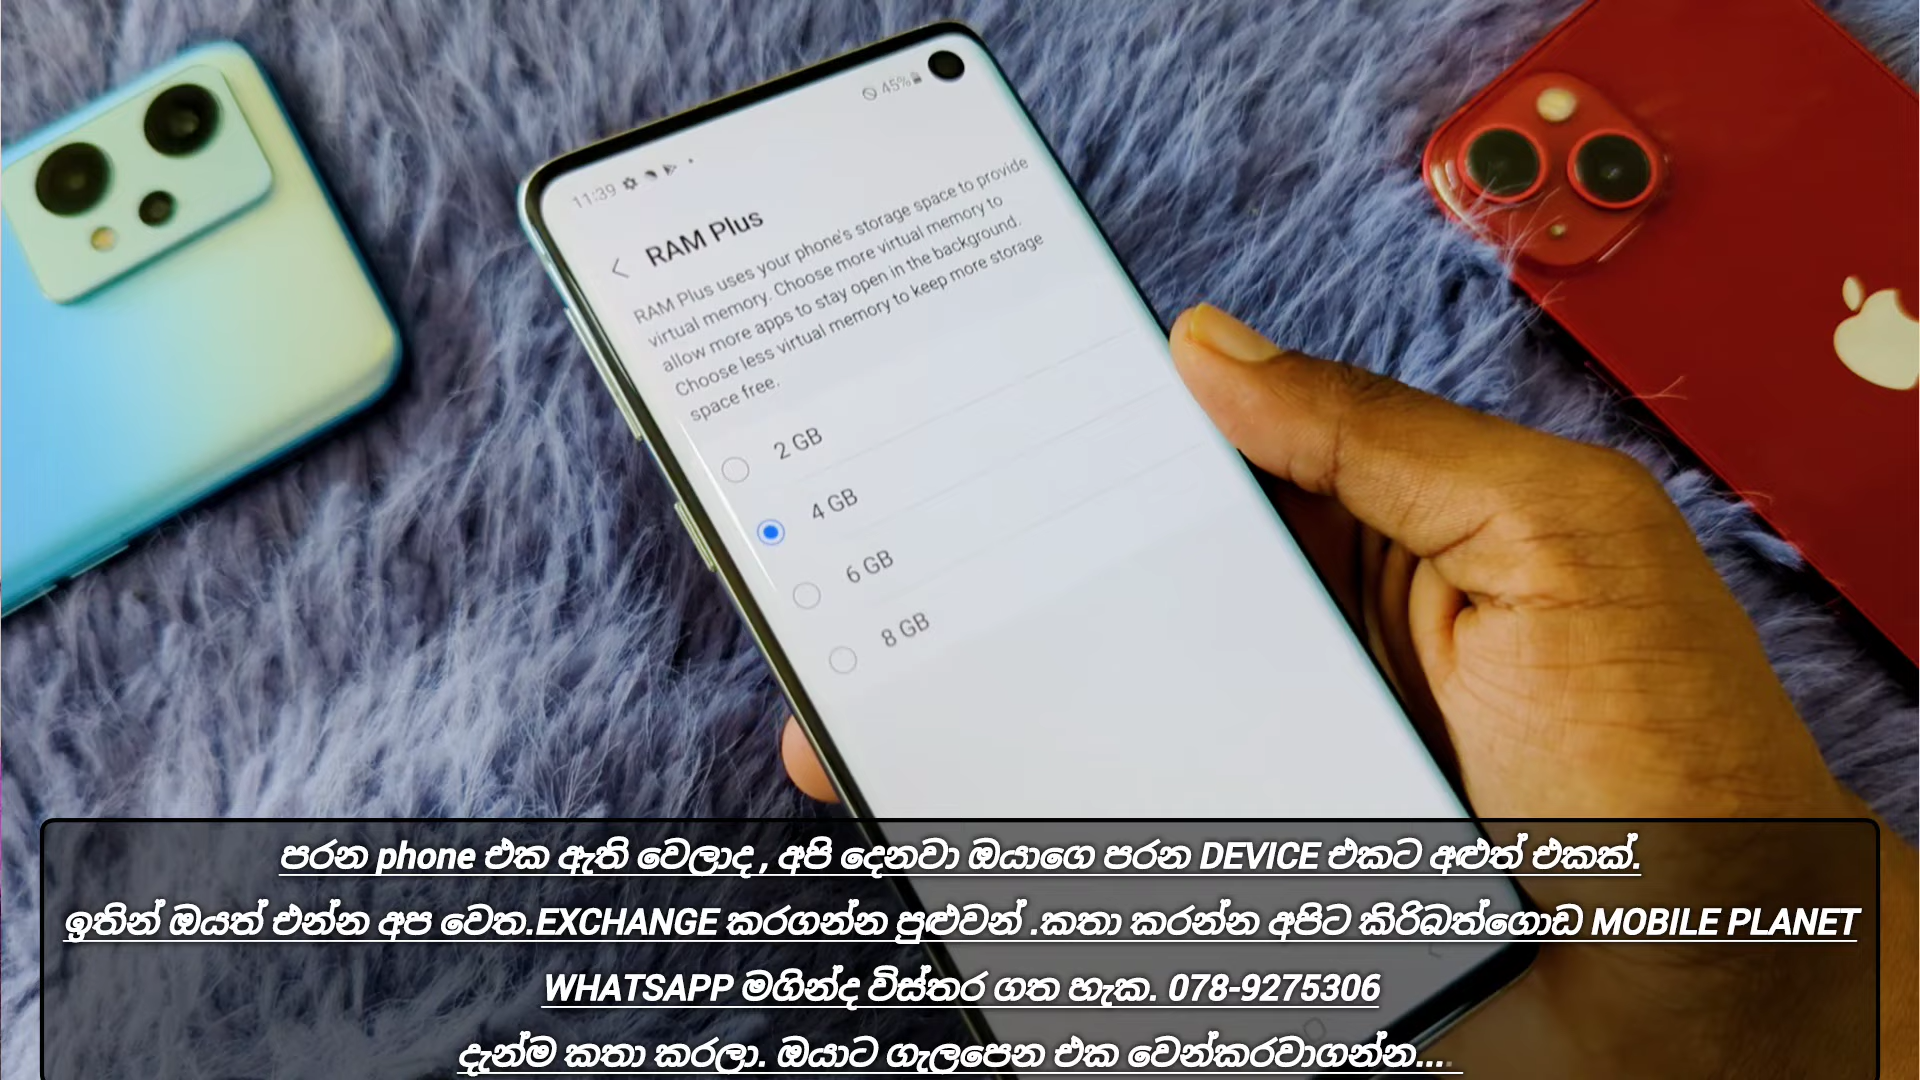 11:39
45%
RAM Plus
RAM Plus uses your phone's storage space to provide
virtual memory. Choose more virtual memory to
allow more apps to stay open in the background.
Choose less virtual memory to keep more storage
space free.
2 GB
4 GB
6 GB
8 GB
පරන phone එක ඇති වෙලාද , අපි දෙනවා ඔයාගෙ පරන DEVICE එකට අළුත් එකක්.
ඉතින් ඔයත් එන්න අප වෙත.EXCHANGE කරගන්න පුළුවන් .කතා කරන්න අපිට කිරිබත්ගොඩ MOBILE PLANET
WHATSAPP මගින්ද විස්තර ගත හැක. 078-9275306
දැන්ම කතා කරලා. ඔයාට ගැලපෙන එක වෙන්කරවාගන්න....